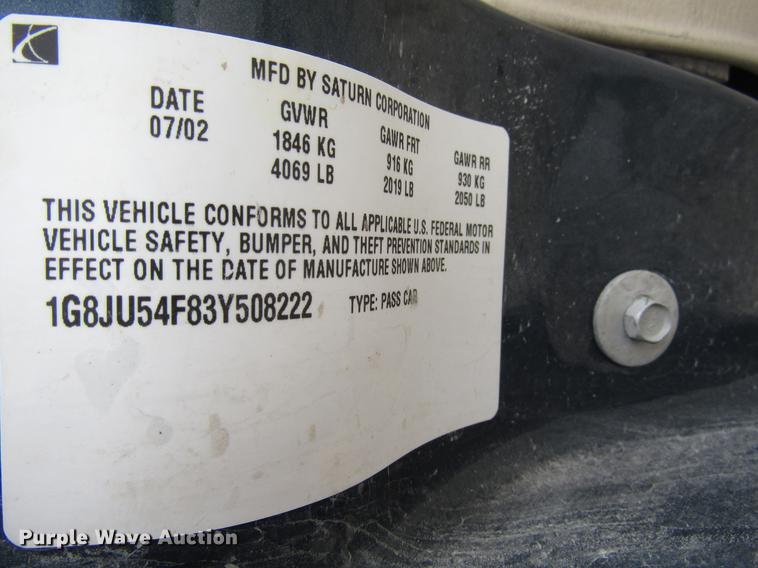 MFD BY SATURN CORPORATION
DATE GVWR GAWR FRT GAWR RR
07/02 1846 KG 916 KG 930 KG
4069 LB 2019 LB 2050 LB
THIS VEHICLE CONFORMS TO ALL APPLICABLE U.S. FEDERAL MOTOR
VEHICLE SAFETY, BUMPER, AND THEFT PREVENTION STANDARDS IN
EFFECT ON THE DATE OF MANUFACTURE SHOWN ABOVE.
1G8JU54F83Y508222 TYPE: PASS CAR
Purple Wave Auction